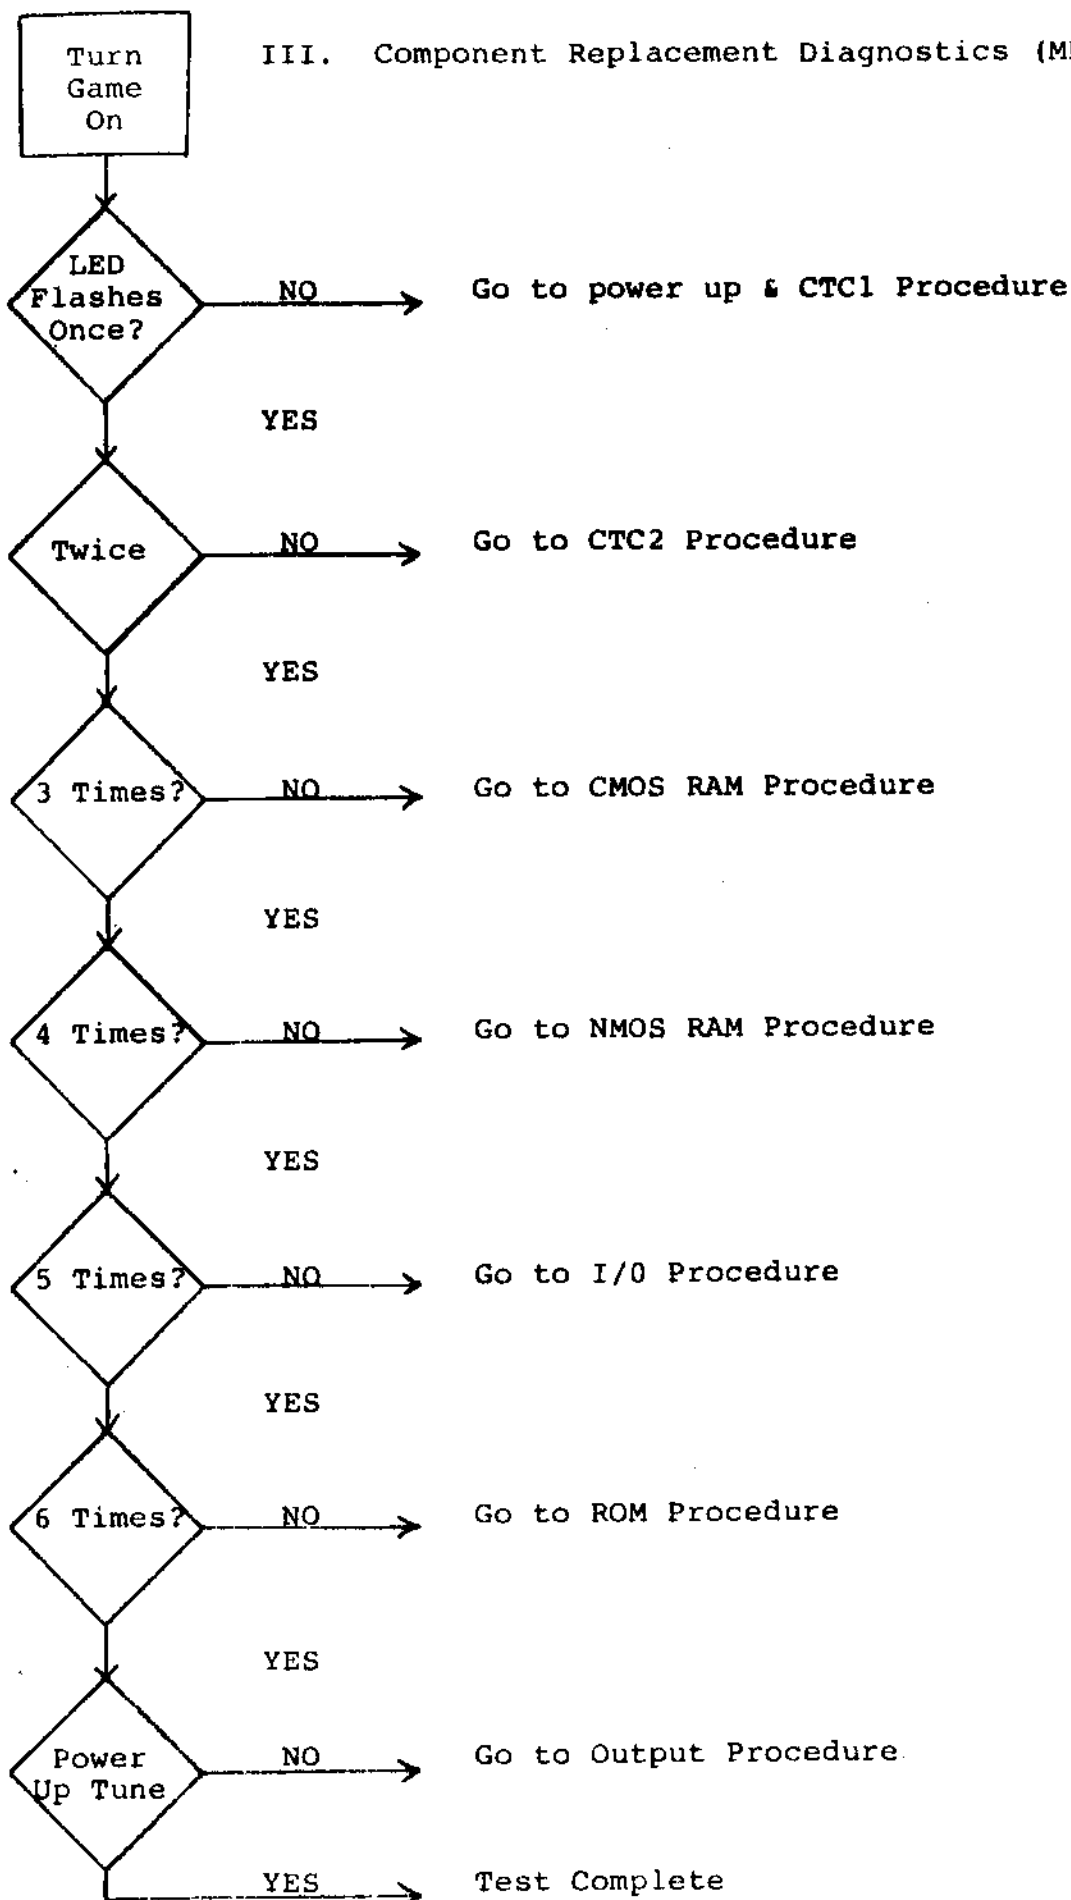 Turn
Game
On
III. Component Replacement Diagnostics
LED
Flashes
Once?
NO
Go to power up & CTC1 Procedure
YES
Twice
NO
Go to CTC2 Procedure
YES
3 Times?
NO
Go to CMOS RAM Procedure
YES
4 Times?
NO
Go to NMOS RAM Procedure
YES
5 Times?
NO
Go to I/0 Procedure
YES
6 Times?
NO
Go to ROM Procedure
YES
Power
Up Tune
NO
Go to Output Procedure
YES
Test Complete